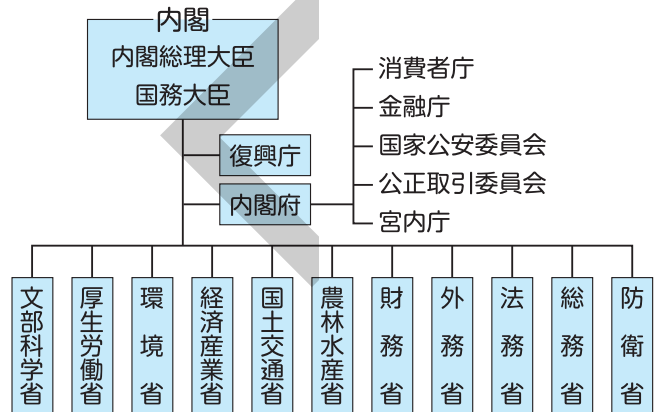 内閣
内閣総理大臣
国務大臣
復興庁
内閣府
消費者庁
金融庁
国家公安委員会
公正取引委員会
宮内庁
文部科学省
厚生労働省
環境省
経済産業省
国土交通省
農林水産省
財務省
外務省
法務省
総務省
防衛省